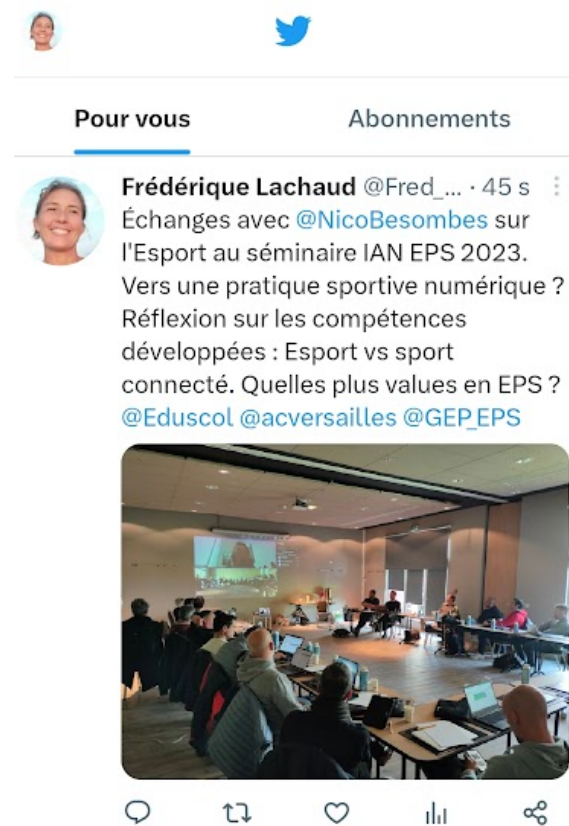 Pour vous
Abonnements
Frédérique Lachaud @Fred_... · 45 s
Échanges avec @NicoBesombes sur
l'Esport au séminaire IAN EPS 2023.
Vers une pratique sportive numérique ?
Réflexion sur les compétences
développées : Esport vs sport
connecté. Quelles plus values en EPS ?
@Eduscol @acversailles @GEP_EPS